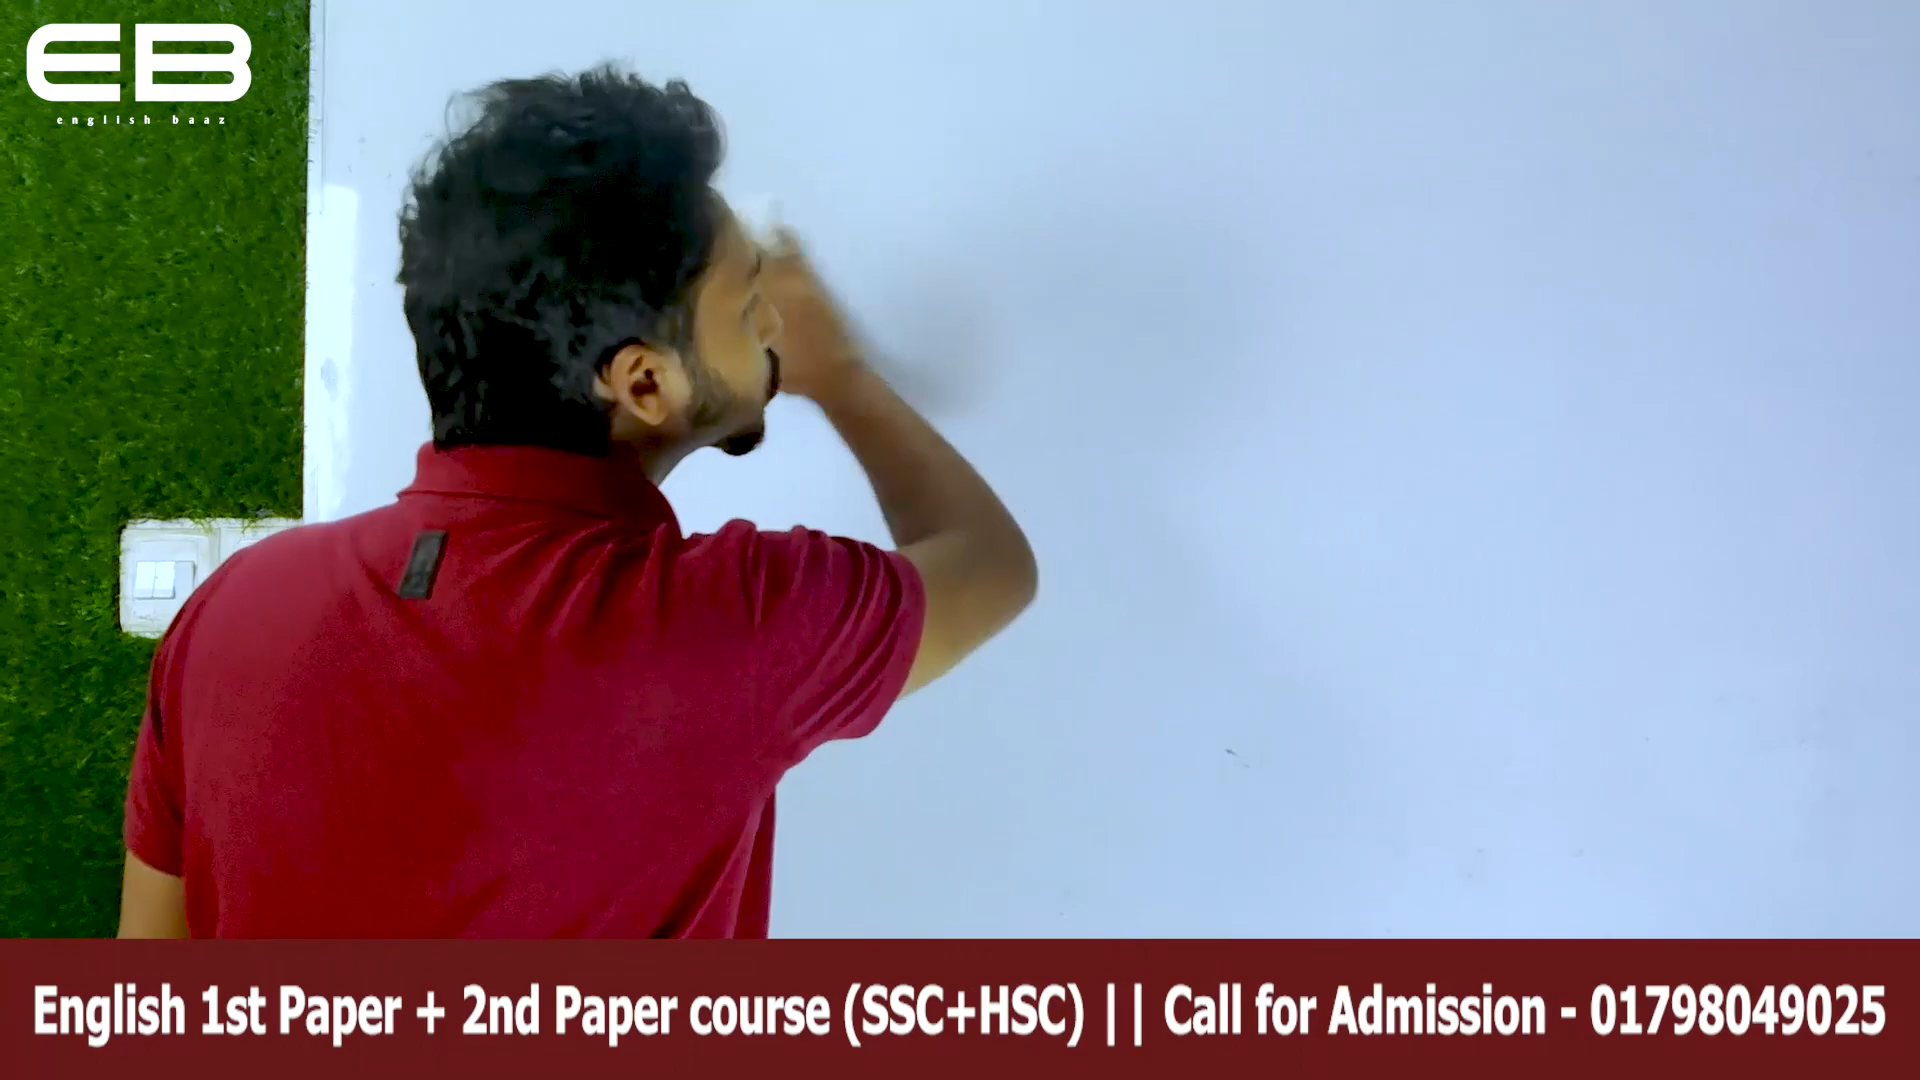 EB
english baaz
English 1st Paper + 2nd Paper course (SSC+HSC) || Call for Admission - 01798049025